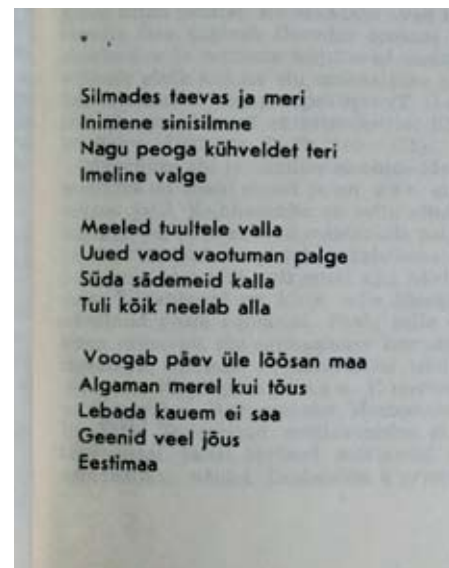 Silmades taevas ja meri
Inimene sinisilmne
Nagu peoga kühveldet teri
Imeline valge
Meeled tuultele valla
Uued vaod vaotuman palge
Süda sädemeid kalla
Tuli kõik neelab alla
Voogab päev üle lõõsan maa
Algaman merel kui tõus
Lebada kauem ei saa
Geenid veel jõus
Eestimaa